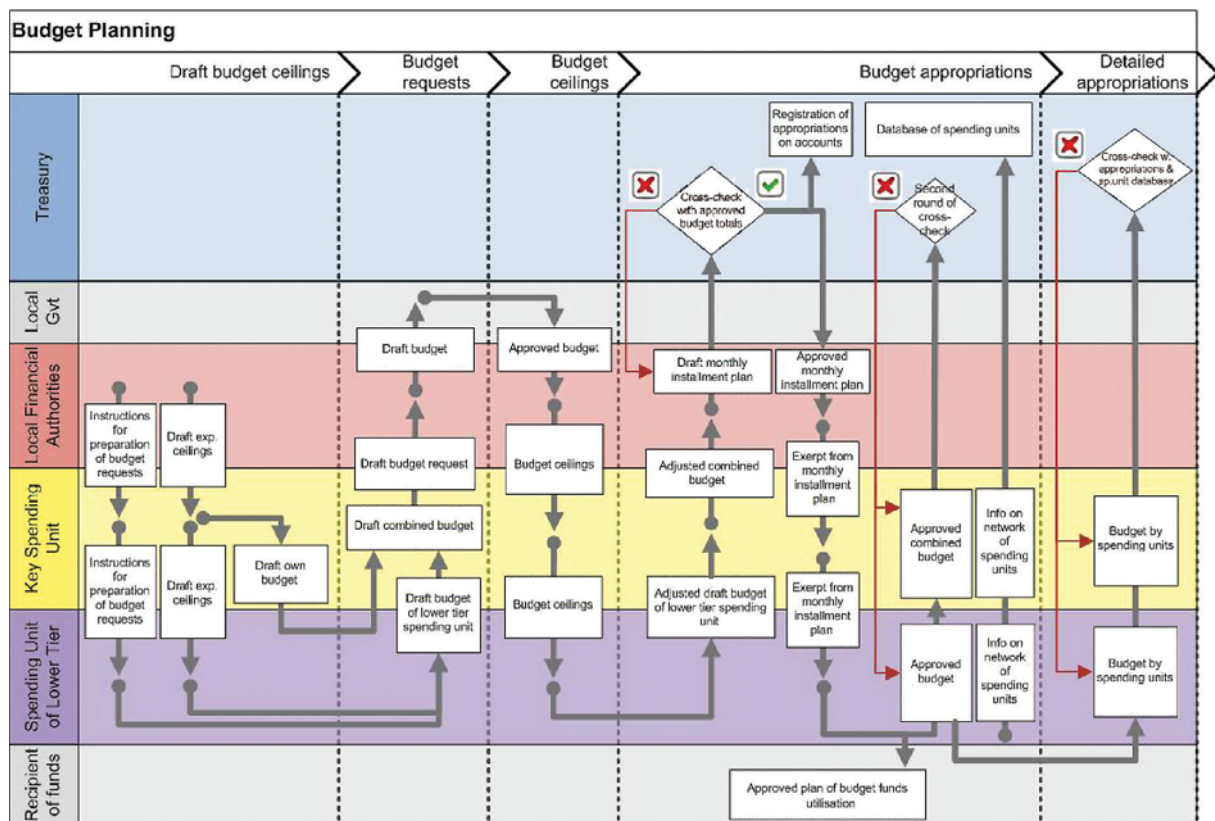 Budget Planning
Draft budget ceilings
Budget
requests
Budget
ceilings
Budget appropriations
Detailed
appropriations
Treasury
Registration of
appropriations
on accounts
Database of spending units
Cross-check w.
appropriations &
sp.unit database
Cross-check
with approved
budget totals
Second
round of
cross-
check
Local
Gvt
Draft budget
Approved budget
Local Financial
Authorities
Draft monthly
installment plan
Approved
monthly
installment plan
Instructions
for
preparation
of budget
requests
Draft exp.
ceilings
Draft budget request
Budget ceilings
Adjusted combined
budget
Exerpt from
monthly
installment
plan
Key Spending
Unit
Instructions
for
preparation
of budget
requests
Draft exp.
ceilings
Draft own
budget
Draft combined budget
Draft budget
of lower tier
spending
unit
Budget ceilings
Adjusted draft budget
of lower tier spending
unit
Exerpt from
monthly
installment
plan
Approved
combined
budget
Info on
network
of
spending
units
Budget by
spending units
Spending Unit
of Lower Tier
Approved
budget
Info on
network
of
spending
units
Budget by
spending units
Recipient
of funds
Approved plan of budget funds
utilisation